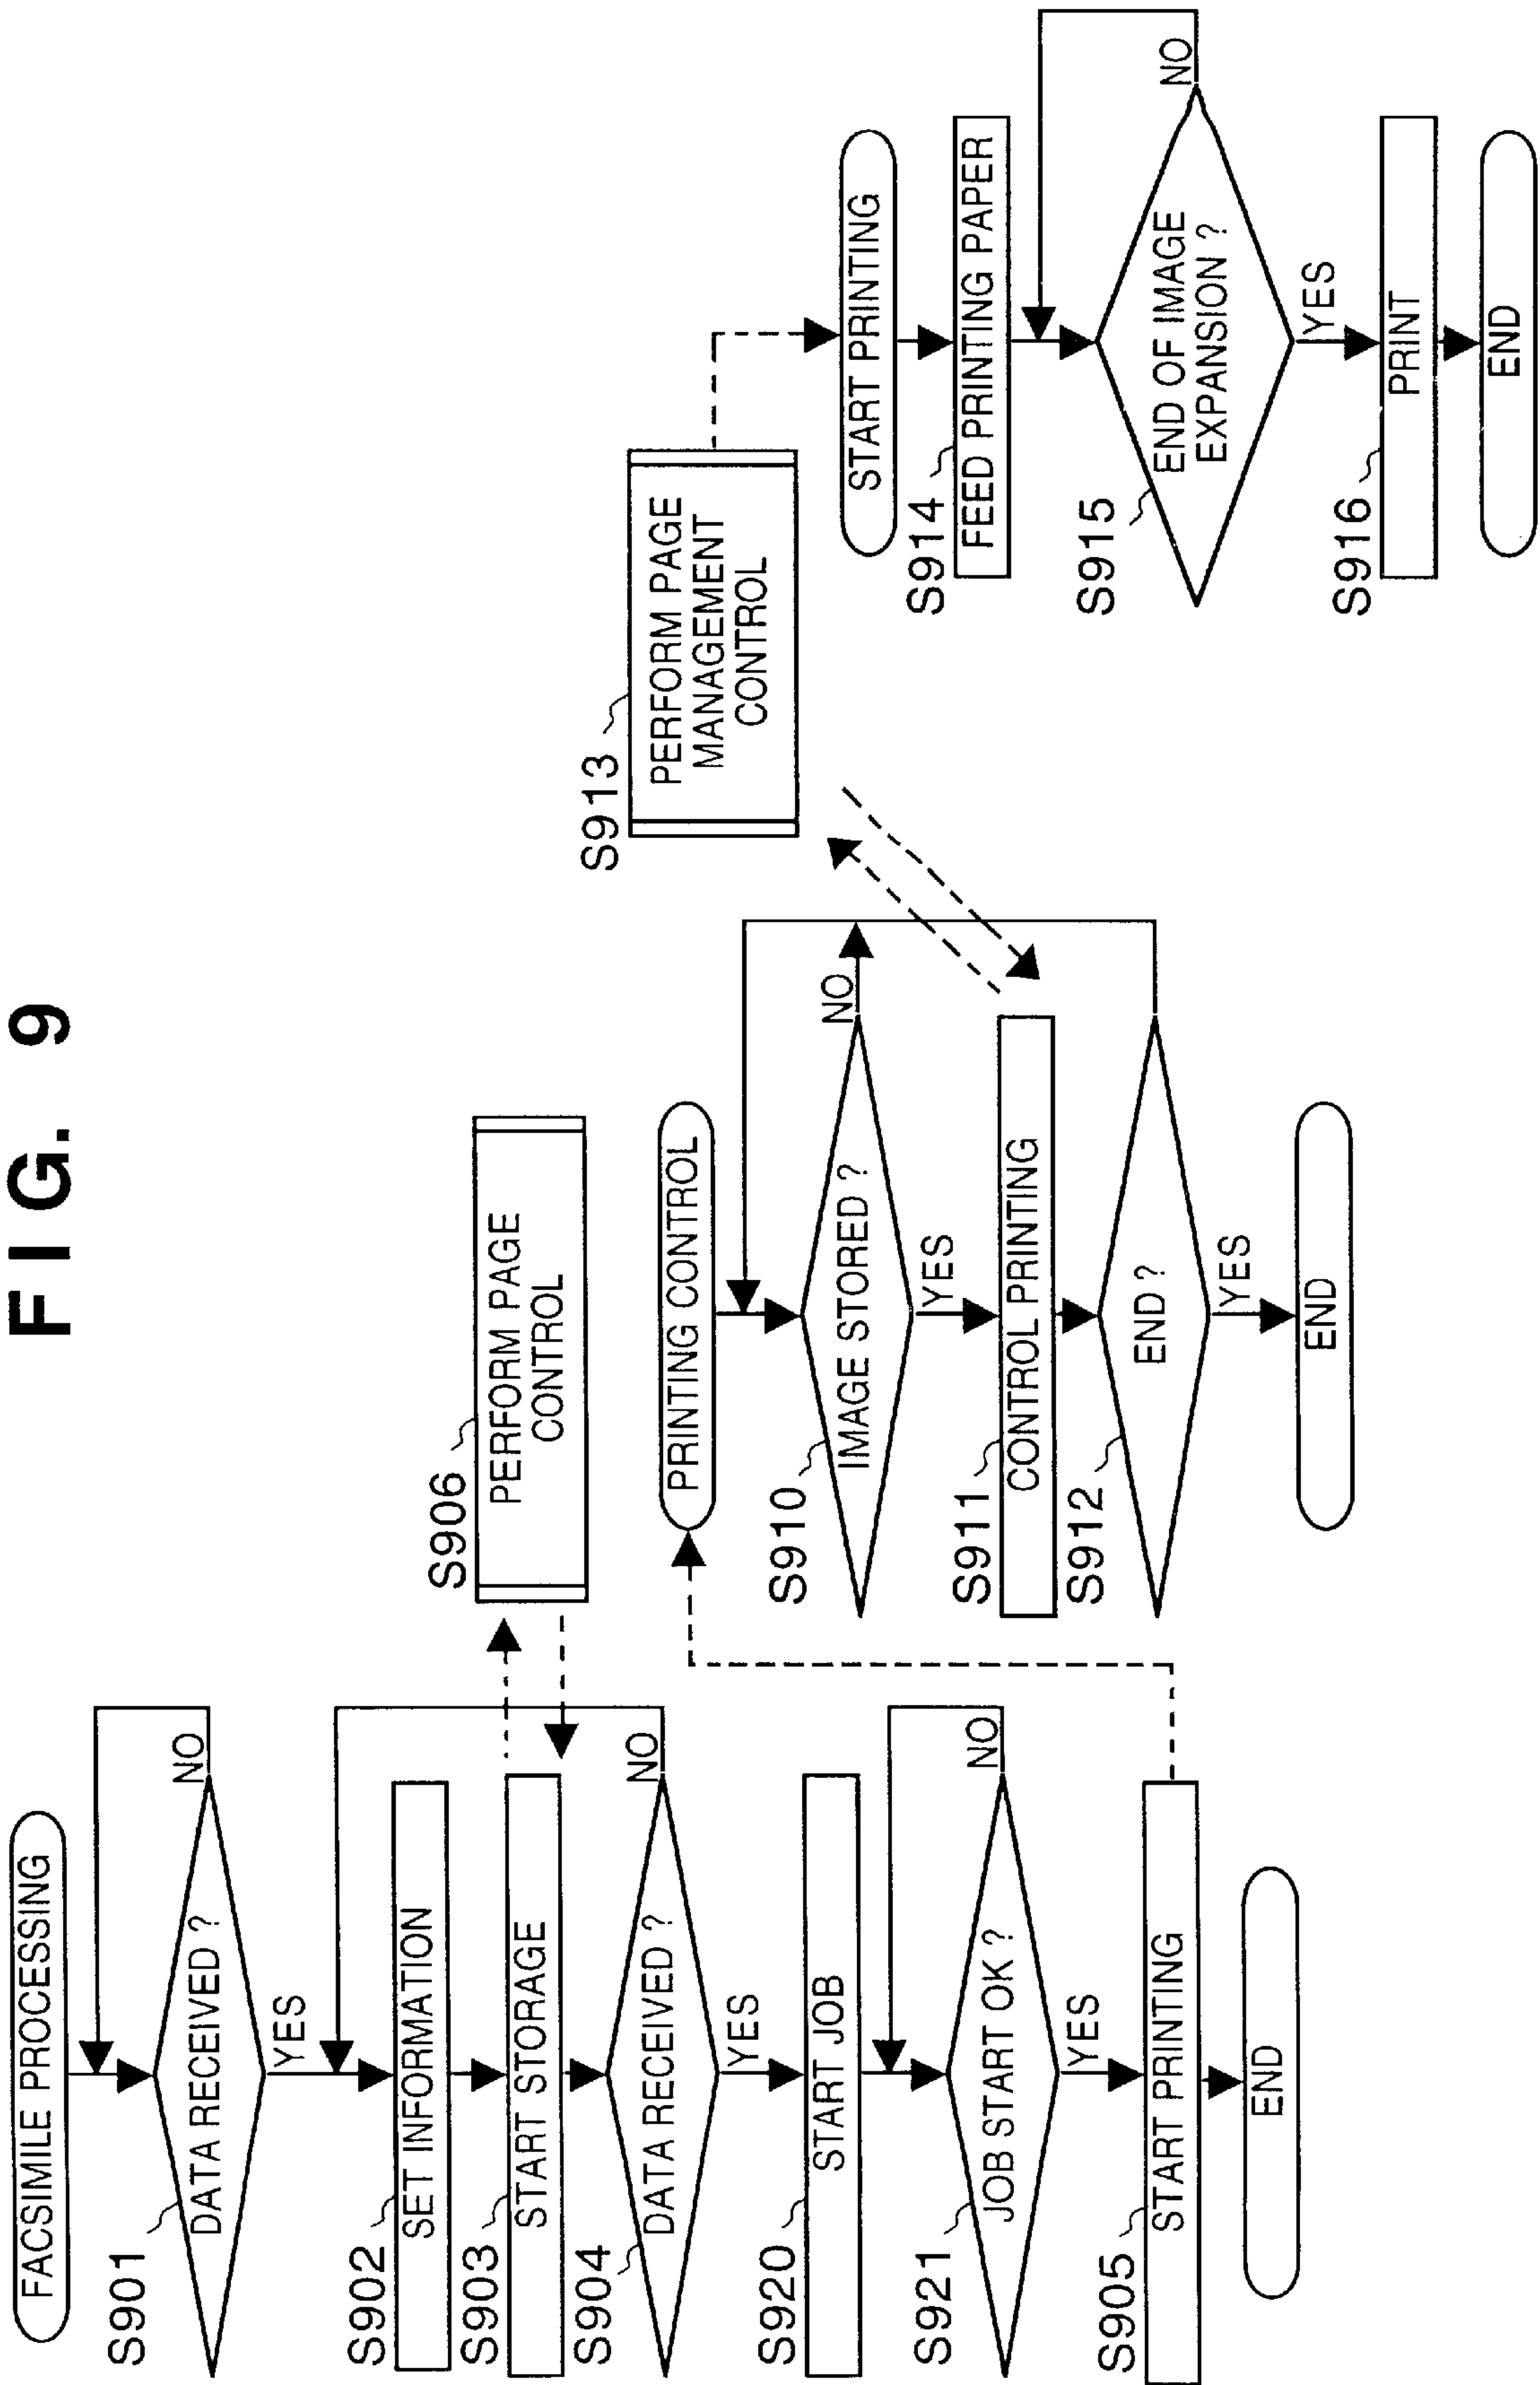 FIG. 9
FACSIMILE PROCESSING
S901
DATA RECEIVED ?
NO
YES
S902
SET INFORMATION
S903
START STORAGE
S904
DATA RECEIVED ?
NO
YES
S920
START JOB
S921
JOB START OK ?
NO
YES
S905
START PRINTING
END
S906
PERFORM PAGE
CONTROL
PRINTING CONTROL
S910
IMAGE STORED ?
NO
YES
S911
CONTROL PRINTING
S912
END ?
YES
END
S913
PERFORM PAGE
MANAGEMENT
CONTROL
START PRINTING
S914
FEED PRINTING PAPER
S915
END OF IMAGE
EXPANSION ?
NO
YES
S916
PRINT
END